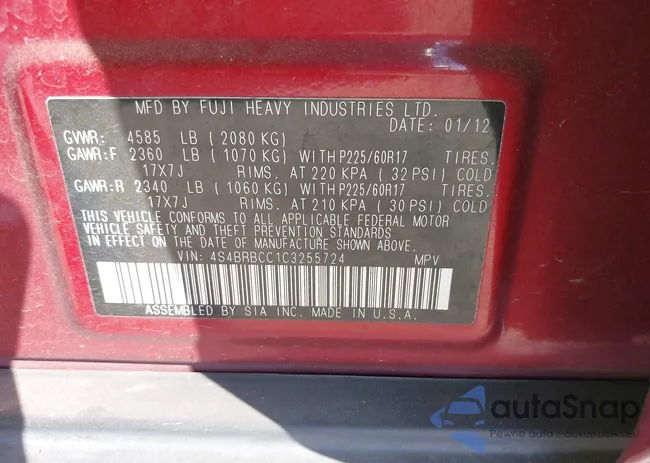 MFD BY FUJI HEAVY INDUSTRIES LTD.
DATE: 01/12
GVWR: 4585 LB ( 2080 KG)
GAWR:F 2360 LB ( 1070 KG) WITH P225/60R17 TIRES.
17X7J RIMS. AT 220 KPA ( 32 PSI) COLD
GAWR:R 2340 LB ( 1060 KG) WITH P225/60R17 TIRES.
17X7J RIMS. AT 210 KPA ( 30 PSI) COLD
THIS VEHICLE CONFORMS TO ALL APPLICABLE FEDERAL MOTOR
VEHICLE SAFETY AND THEFT PREVENTION STANDARDS
IN EFFECT ON THE DATE OF MANUFACTURE SHOWN ABOVE.
VIN: 4S4BRBCC1C3255724 MPV
ASSEMBLED BY SIA INC. MADE IN U.S.A.
autaSnap
Pewne auta z aukcji